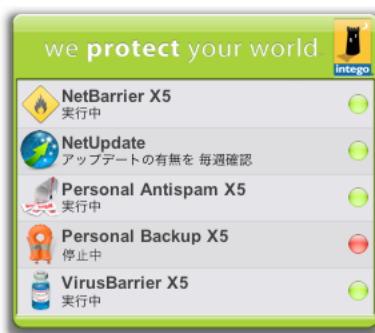 we protect your world
intego
NetBarrier X5
実行中
NetUpdate
アップデートの有無を 毎週確認
Personal Antispam X5
実行中
Personal Backup X5
停止中
VirusBarrier X5
実行中